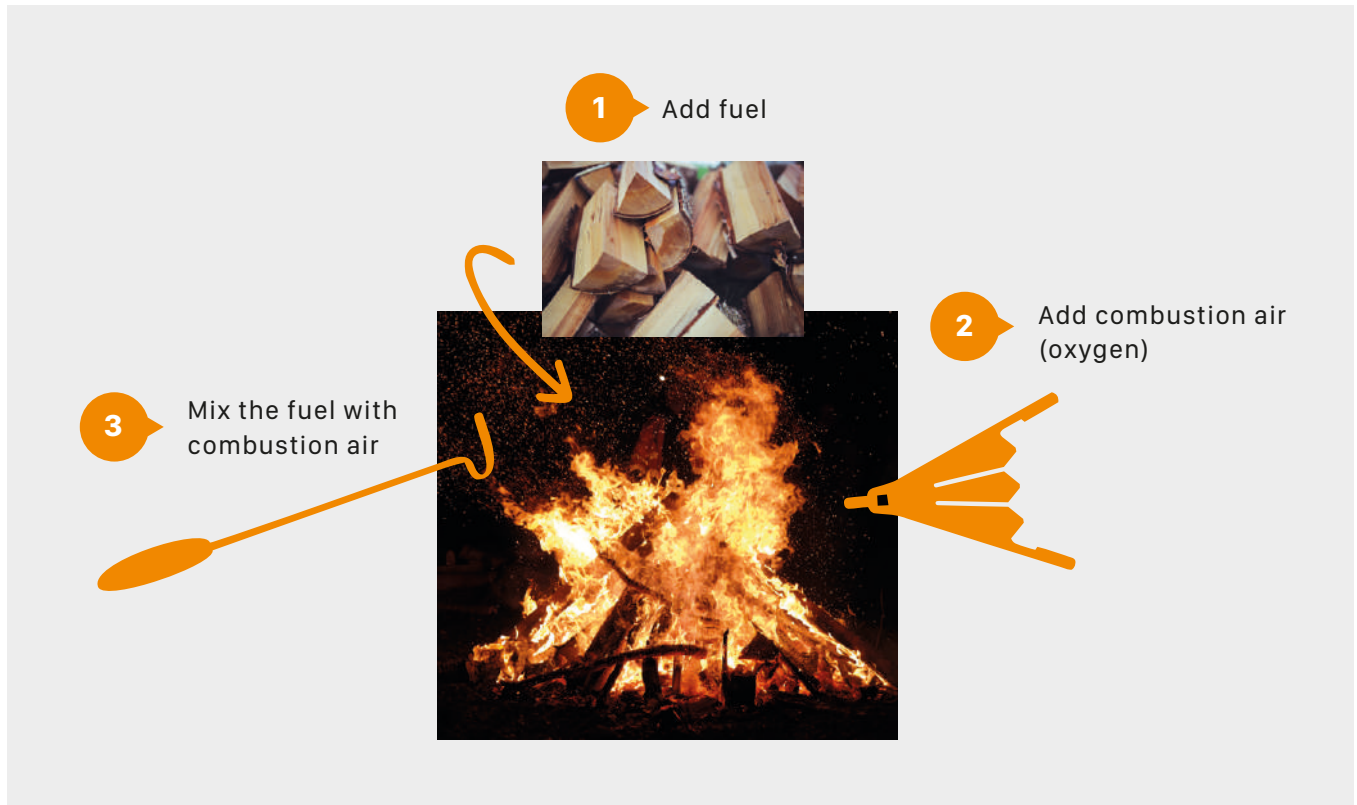 1
Add fuel
2
Add combustion air
(oxygen)
3
Mix the fuel with
combustion air